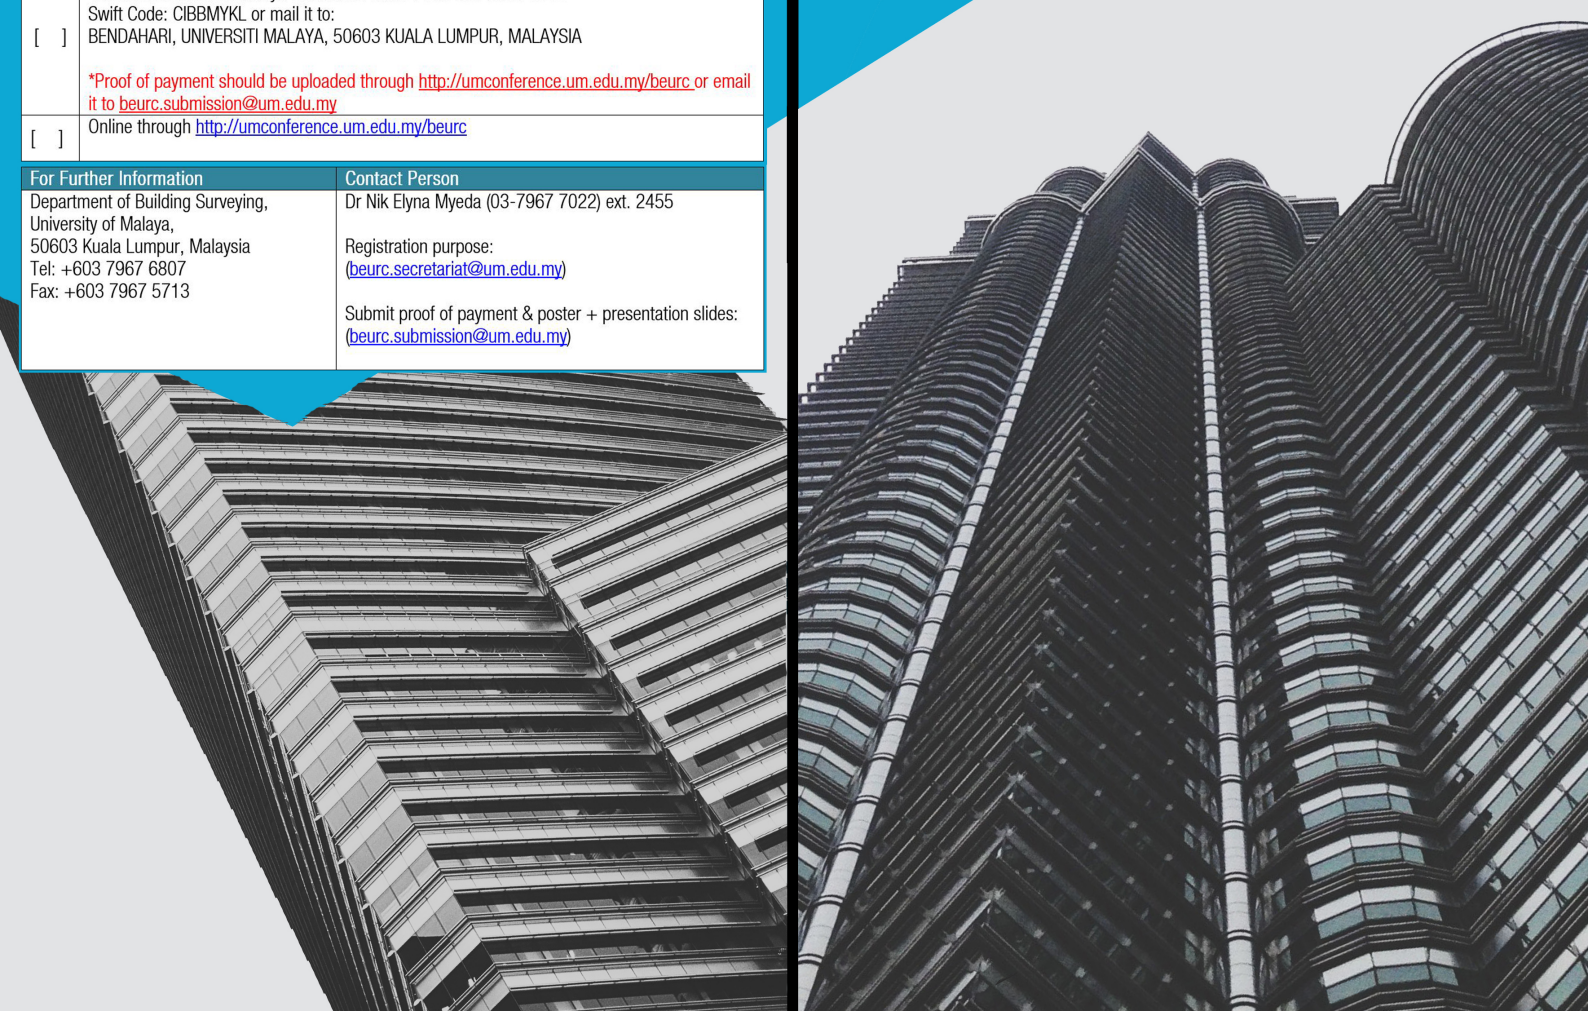 Swift Code: CIBBMYKL or mail it to:
[ ] BENDAHARI, UNIVERSITI MALAYA, 50603 KUALA LUMPUR, MALAYSIA
*Proof of payment should be uploaded through http://umconference.um.edu.my/beurc or email
it to beurc.submission@um.edu.my
[ ] Online through http://umconference.um.edu.my/beurc
For Further Information
Department of Building Surveying,
University of Malaya,
50603 Kuala Lumpur, Malaysia
Tel: +603 7967 6807
Fax: +603 7967 5713
Contact Person
Dr Nik Elyna Myeda (03-7967 7022) ext. 2455
Registration purpose:
(beurc.secretariat@um.edu.my)
Submit proof of payment & poster + presentation slides:
(beurc.submission@um.edu.my)